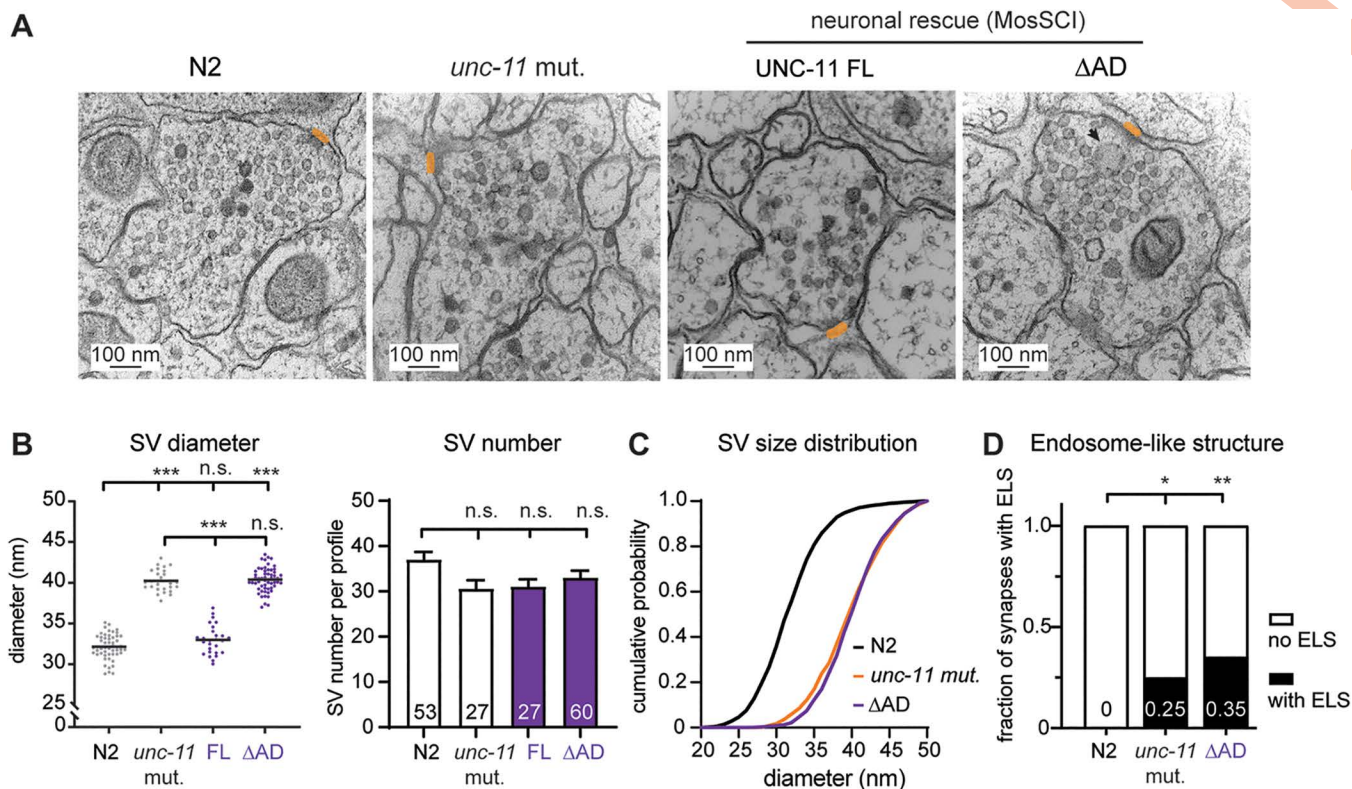 A
neuronal rescue (MosSCI)
N2
unc-11 mut.
UNC-11 FL
ΔAD
100 nm
100 nm
100 nm
100 nm
B
SV diameter
***
n.s.
***
***
n.s.
diameter (nm)
50
45
40
35
30
25
0
N2
unc-11
mut.
FL
ΔAD
SV number
n.s.
n.s.
n.s.
SV number per profile
50
40
30
20
10
0
53
27
27
60
N2
unc-11
mut.
FL
ΔAD
C
SV size distribution
cumulative probability
1.0
0.8
0.6
0.4
0.2
0
N2
unc-11 mut.
ΔAD
20 25 30 35 40 45 50
diameter (nm)
D
Endosome-like structure
*
**
fraction of synapses with ELS
1.0
0.5
0
0
0.25
0.35
N2
unc-11
mut.
ΔAD
no ELS
with ELS